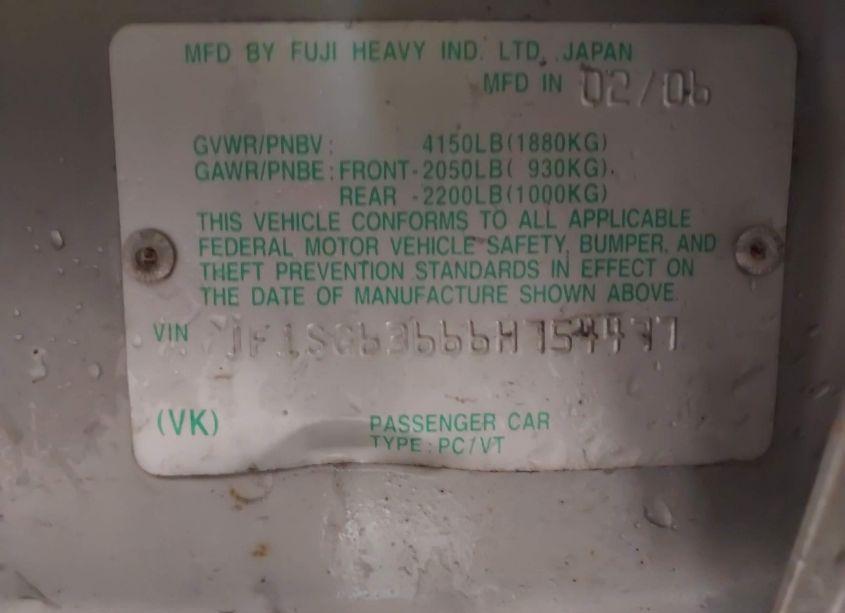 MFD BY FUJI HEAVY IND. LTD. JAPAN
MFD IN 02/06
GVWR/PNBV: 4150LB(1880KG)
GAWR/PNBE: FRONT-2050LB( 930KG)
REAR -2200LB(1000KG)
THIS VEHICLE CONFORMS TO ALL APPLICABLE
FEDERAL MOTOR VEHICLE SAFETY, BUMPER, AND
THEFT PREVENTION STANDARDS IN EFFECT ON
THE DATE OF MANUFACTURE SHOWN ABOVE.
VIN JF1SG63666H754477
(VK) PASSENGER CAR
TYPE: PC/VT